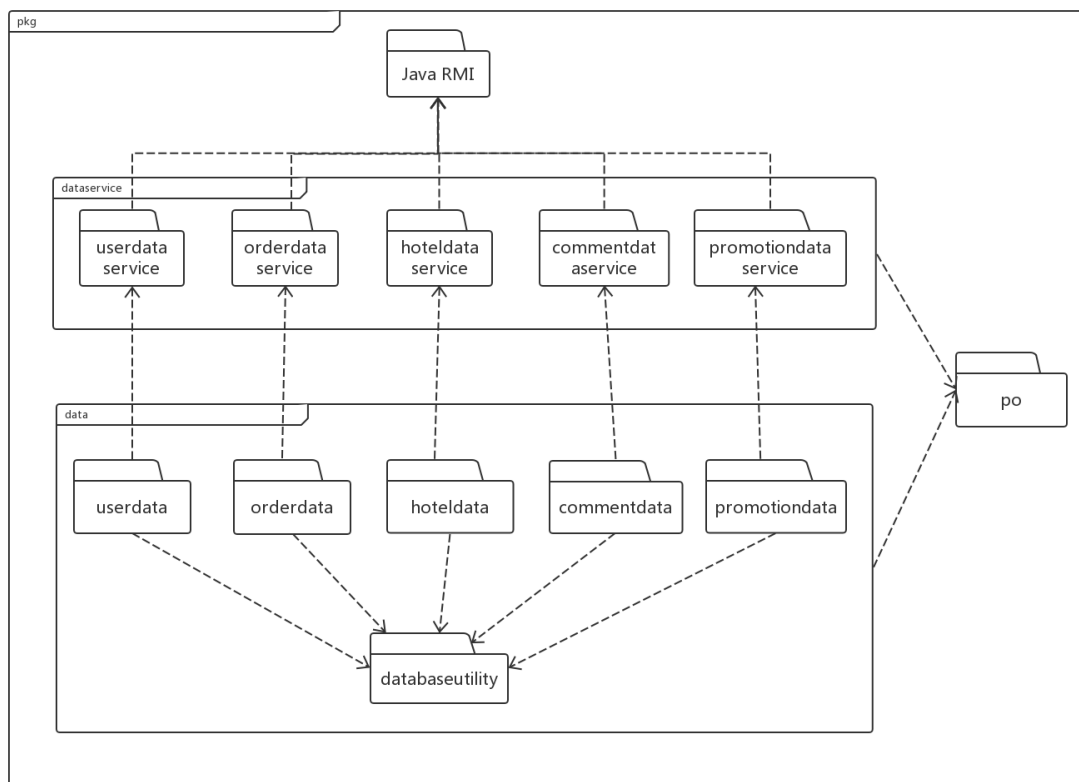 pkg
Java RMI
dataservice
userdata
service
orderdata
service
hoteldata
service
commentdat
aservice
promotiondata
service
po
data
userdata
orderdata
hoteldata
commentdata
promotiondata
databaseutility